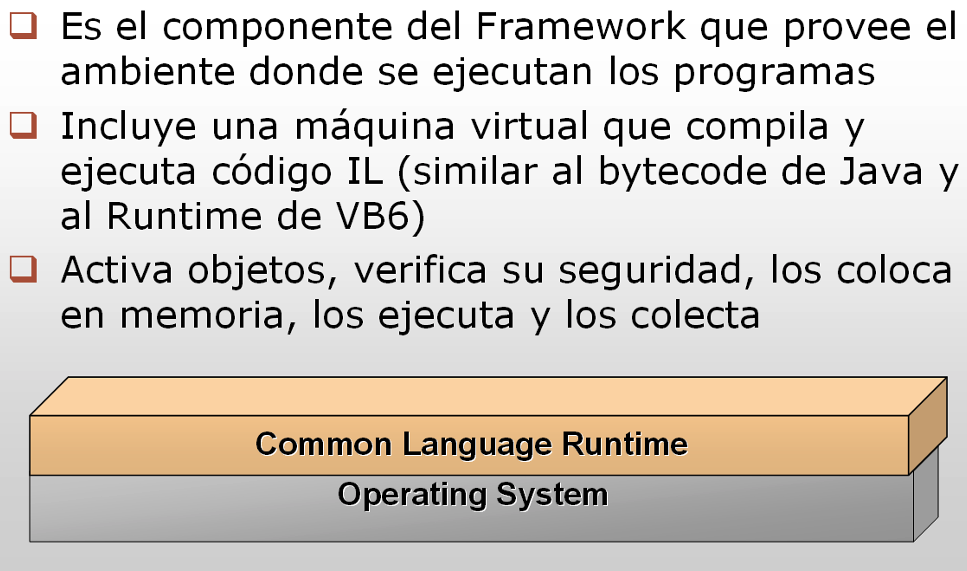 Es el componente del Framework que provee el
ambiente donde se ejecutan los programas
Incluye una máquina virtual que compila y
ejecuta código IL (similar al bytecode de Java y
al Runtime de VB6)
Activa objetos, verifica su seguridad, los coloca
en memoria, los ejecuta y los colecta
Common Language Runtime
Operating System